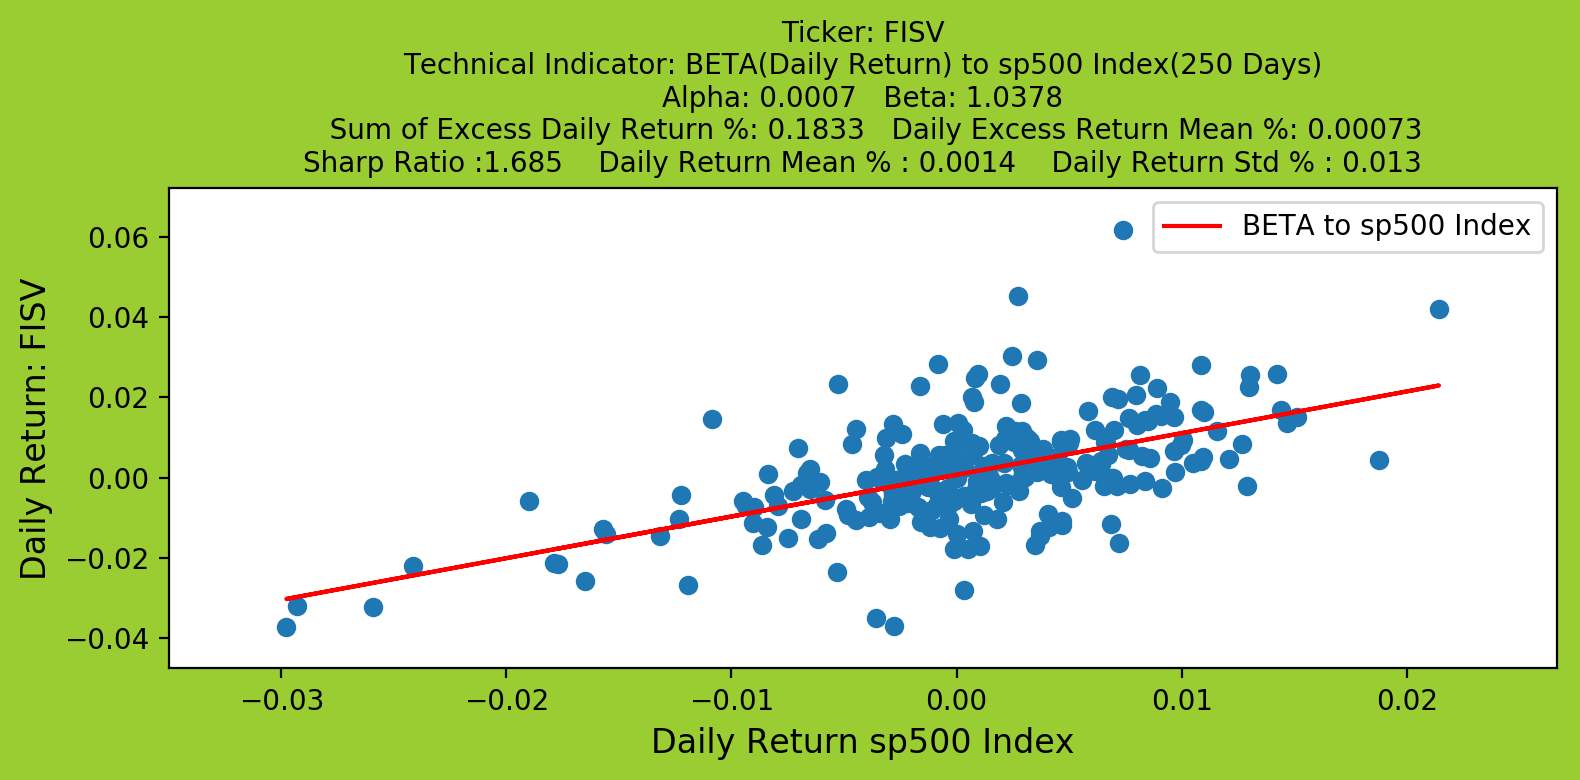 Ticker: FISV
Technical Indicator: BETA(Daily Return) to sp500 Index(250 Days)
Alpha: 0.0007 Beta: 1.0378
Sum of Excess Daily Return %: 0.1833 Daily Excess Return Mean %: 0.00073
Sharp Ratio :1.685 Daily Return Mean % : 0.0014 Daily Return Std % : 0.013
BETA to sp500 Index
Daily Return: FISV
0.06
0.04
0.02
0.00
−0.02
−0.04
−0.03 −0.02 −0.01 0.00 0.01 0.02
Daily Return sp500 Index